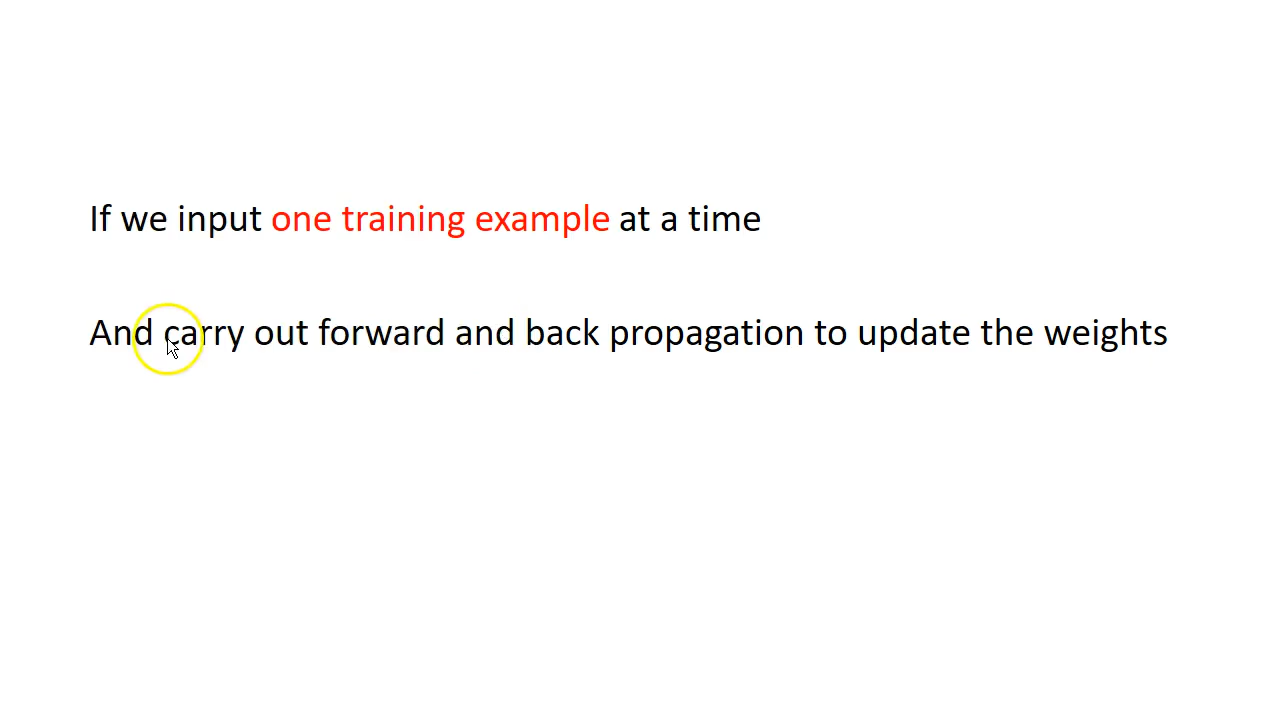 If we input one training example at a time
And carry out forward and back propagation to update the weights